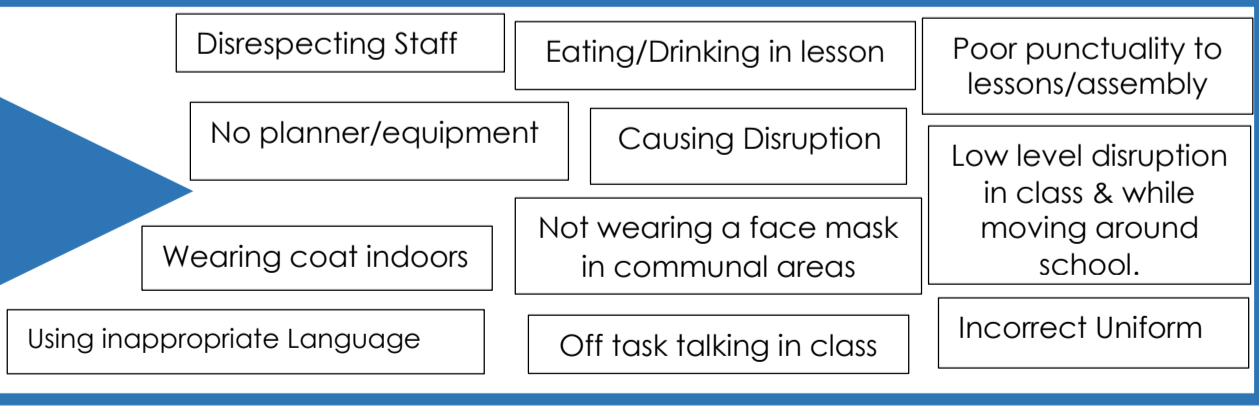 Disrespecting Staff
Eating/Drinking in lesson
Poor punctuality to
lessons/assembly
No planner/equipment
Causing Disruption
Low level disruption
in class & while
moving around
school.
Wearing coat indoors
Not wearing a face mask
in communal areas
Using inappropriate Language
Off task talking in class
Incorrect Uniform